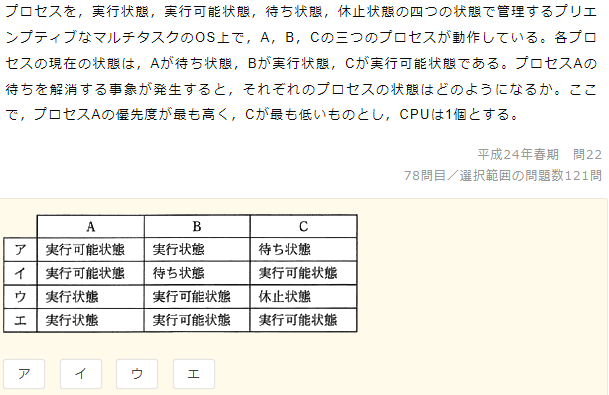 プロセスを，実行状態，実行可能状態，待ち状態，休止状態の四つの状態で管理するプリエ
ンプティブなマルチタスクのOS上で，A，B，Cの三つのプロセスが動作している。各プロ
セスの現在の状態は，Aが待ち状態，Bが実行状態，Cが実行可能状態である。プロセスAの
待ちを解消する事象が発生すると，それぞれのプロセスの状態はどのようになるか。ここ
で，プロセスAの優先度が最も高く，Cが最も低いものとし，CPUは1個とする。
平成24年春期　問22
78問目／選択範囲の問題数121問
A B C
ア 実行可能状態 実行状態 待ち状態
イ 実行可能状態 待ち状態 実行可能状態
ウ 実行状態 実行可能状態 休止状態
エ 実行状態 実行可能状態 実行可能状態
ア イ ウ エ